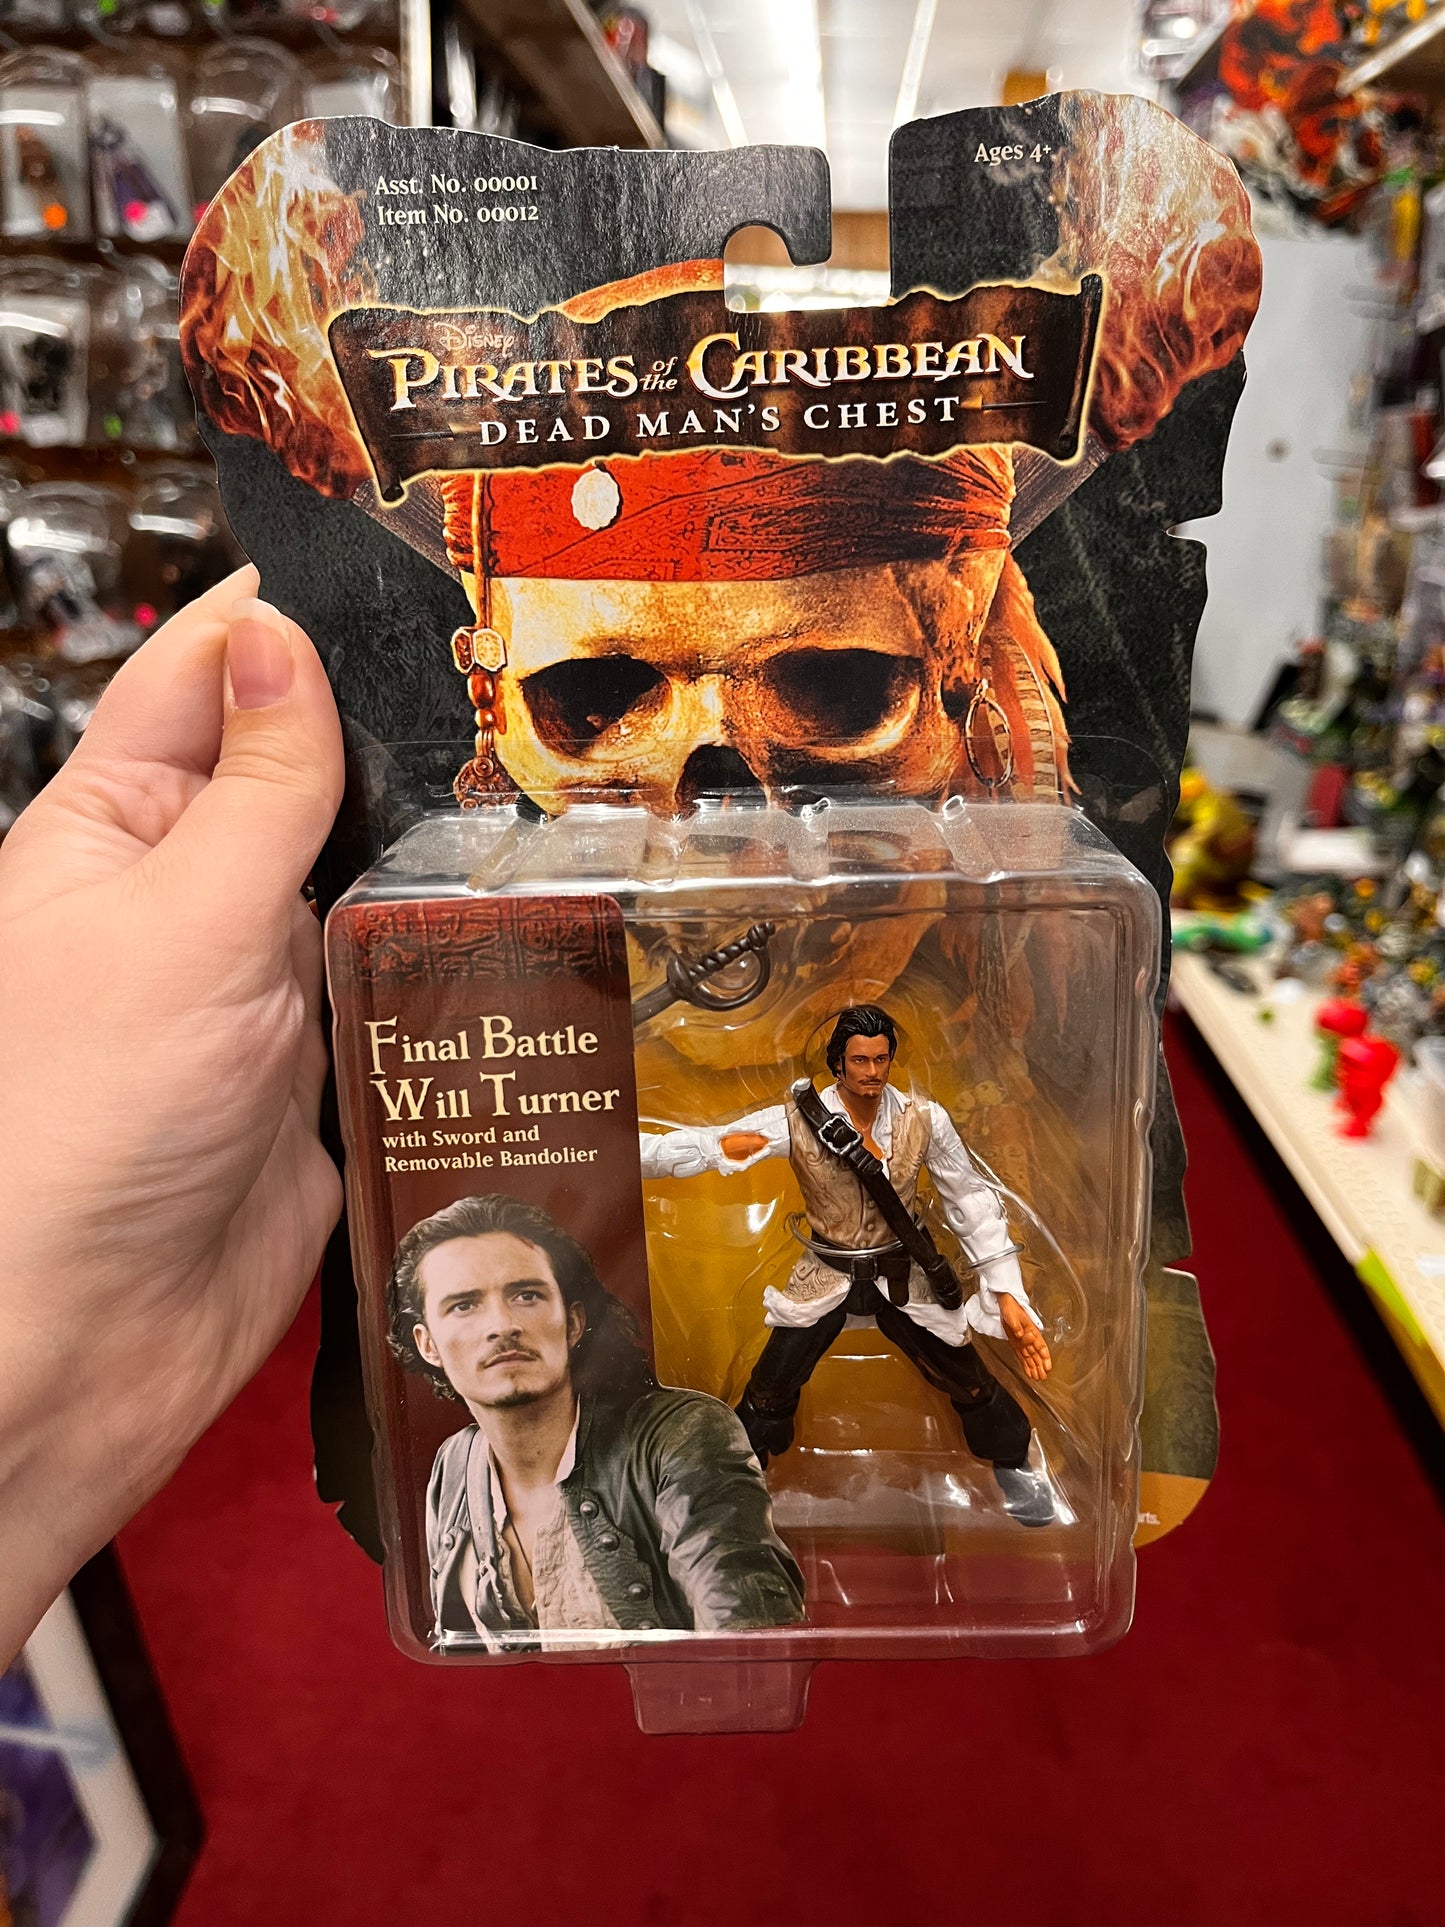 Asst. No. 00001
Item No. 00012
Ages 4+
Disney
PIRATES of the CARIBBEAN
DEAD MAN'S CHEST
Final Battle
Will Turner
with Sword and
Removable Bandolier